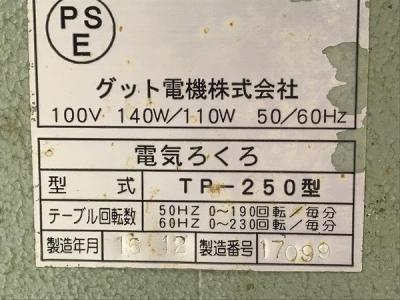 PS
E
グット電機株式会社
100V 140W/110W 50/60Hz
電気ろくろ
型式 TP-250型
テーブル回転数 50HZ 0~190回転/毎分
60HZ 0~230回転/毎分
製造年月 16.12 製造番号 17099